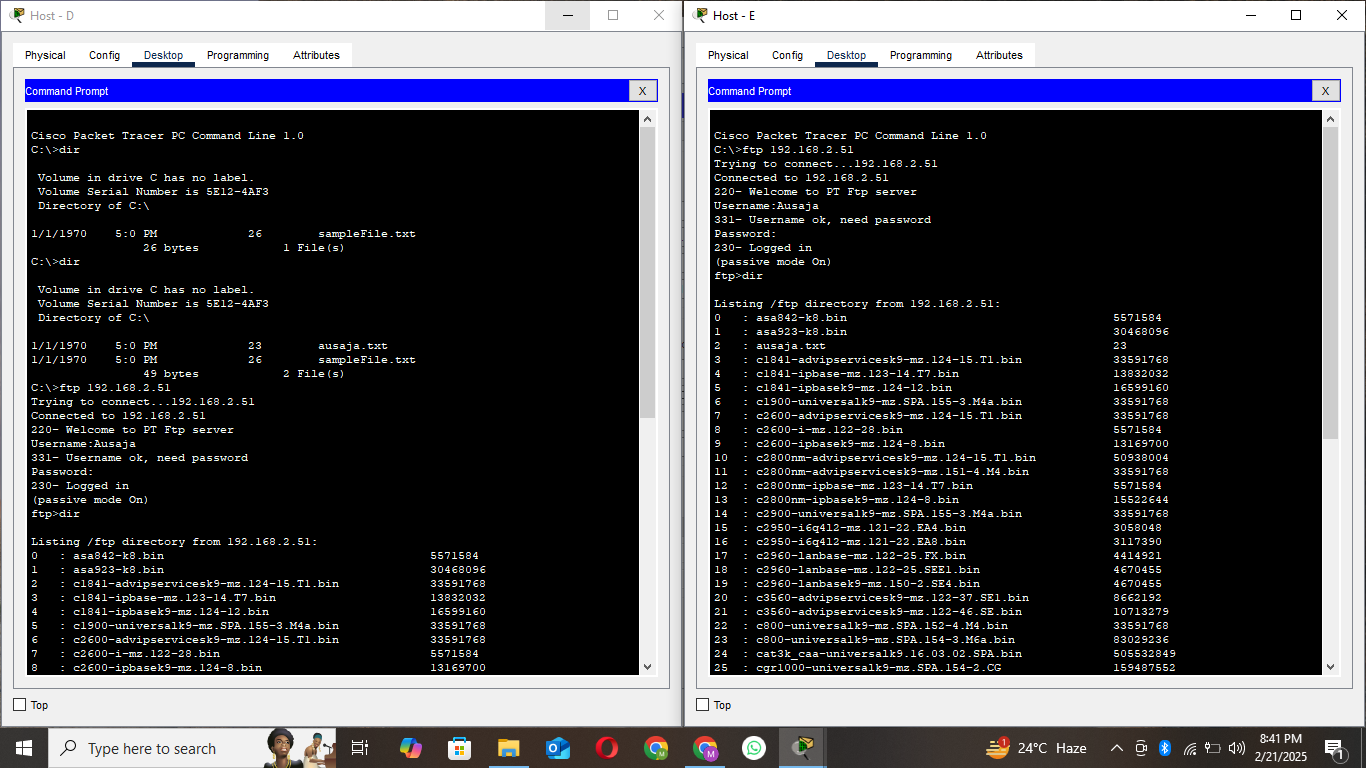 Host - D
Physical Config Desktop Programming Attributes
Command Prompt X
Cisco Packet Tracer PC Command Line 1.0
C:\>dir
Volume in drive C has no label.
Volume Serial Number is 5E12-4AF3
Directory of C:\
1/1/1970 5:0 PM 26 sampleFile.txt
26 bytes 1 File(s)
C:\>dir
Volume in drive C has no label.
Volume Serial Number is 5E12-4AF3
Directory of C:\
1/1/1970 5:0 PM 23 ausaja.txt
1/1/1970 5:0 PM 26 sampleFile.txt
49 bytes 2 File(s)
C:\>ftp 192.168.2.51
Trying to connect...192.168.2.51
Connected to 192.168.2.51
220- Welcome to PT Ftp server
Username:Ausaja
331- Username ok, need password
Password:
230- Logged in
(passive mode On)
ftp>dir
Listing /ftp directory from 192.168.2.51:
0 : asa842-k8.bin 5571584
1 : asa923-k8.bin 30468096
2 : c1841-advipservicesk9-mz.124-15.T1.bin 33591768
3 : c1841-ipbase-mz.123-14.T7.bin 13832032
4 : c1841-ipbasek9-mz.124-12.bin 16599160
5 : c1900-universalk9-mz.SPA.155-3.M4a.bin 33591768
6 : c2600-advipservicesk9-mz.124-15.T1.bin 33591768
7 : c2600-i-mz.122-28.bin 5571584
8 : c2600-ipbasek9-mz.124-8.bin 13169700
Top
Host - E
Physical Config Desktop Programming Attributes
Command Prompt X
Cisco Packet Tracer PC Command Line 1.0
C:\>ftp 192.168.2.51
Trying to connect...192.168.2.51
Connected to 192.168.2.51
220- Welcome to PT Ftp server
Username:Ausaja
331- Username ok, need password
Password:
230- Logged in
(passive mode On)
ftp>dir
Listing /ftp directory from 192.168.2.51:
0 : asa842-k8.bin 5571584
1 : asa923-k8.bin 30468096
2 : ausaja.txt 23
3 : c1841-advipservicesk9-mz.124-15.T1.bin 33591768
4 : c1841-ipbase-mz.123-14.T7.bin 13832032
5 : c1841-ipbasek9-mz.124-12.bin 16599160
6 : c1900-universalk9-mz.SPA.155-3.M4a.bin 33591768
7 : c2600-advipservicesk9-mz.124-15.T1.bin 33591768
8 : c2600-i-mz.122-28.bin 5571584
9 : c2600-ipbasek9-mz.124-8.bin 13169700
10 : c2800nm-advipservicesk9-mz.124-15.T1.bin 50938004
11 : c2800nm-advipservicesk9-mz.151-4.M4.bin 33591768
12 : c2800nm-ipbase-mz.123-14.T7.bin 5571584
13 : c2800nm-ipbasek9-mz.124-8.bin 15522644
14 : c2900-universalk9-mz.SPA.155-3.M4a.bin 33591768
15 : c2950-i6q4l2-mz.121-22.EA4.bin 3058048
16 : c2950-i6q4l2-mz.121-22.EA8.bin 3117390
17 : c2960-lanbase-mz.122-25.FX.bin 4414921
18 : c2960-lanbase-mz.122-25.SEE1.bin 4670455
19 : c2960-lanbasek9-mz.150-2.SE4.bin 4670455
20 : c3560-advipservicesk9-mz.122-37.SE1.bin 8662192
21 : c3560-advipservicesk9-mz.122-46.SE.bin 10713279
22 : c800-universalk9-mz.SPA.152-4.M4.bin 33591768
23 : c800-universalk9-mz.SPA.154-3.M6a.bin 83029236
24 : cat3k_caa-universalk9.16.03.02.SPA.bin 505532849
25 : cgr1000-universalk9-mz.SPA.154-2.CG 159487552
Top
Type here to search
1
24°C Haze
8:41 PM
2/21/2025
1